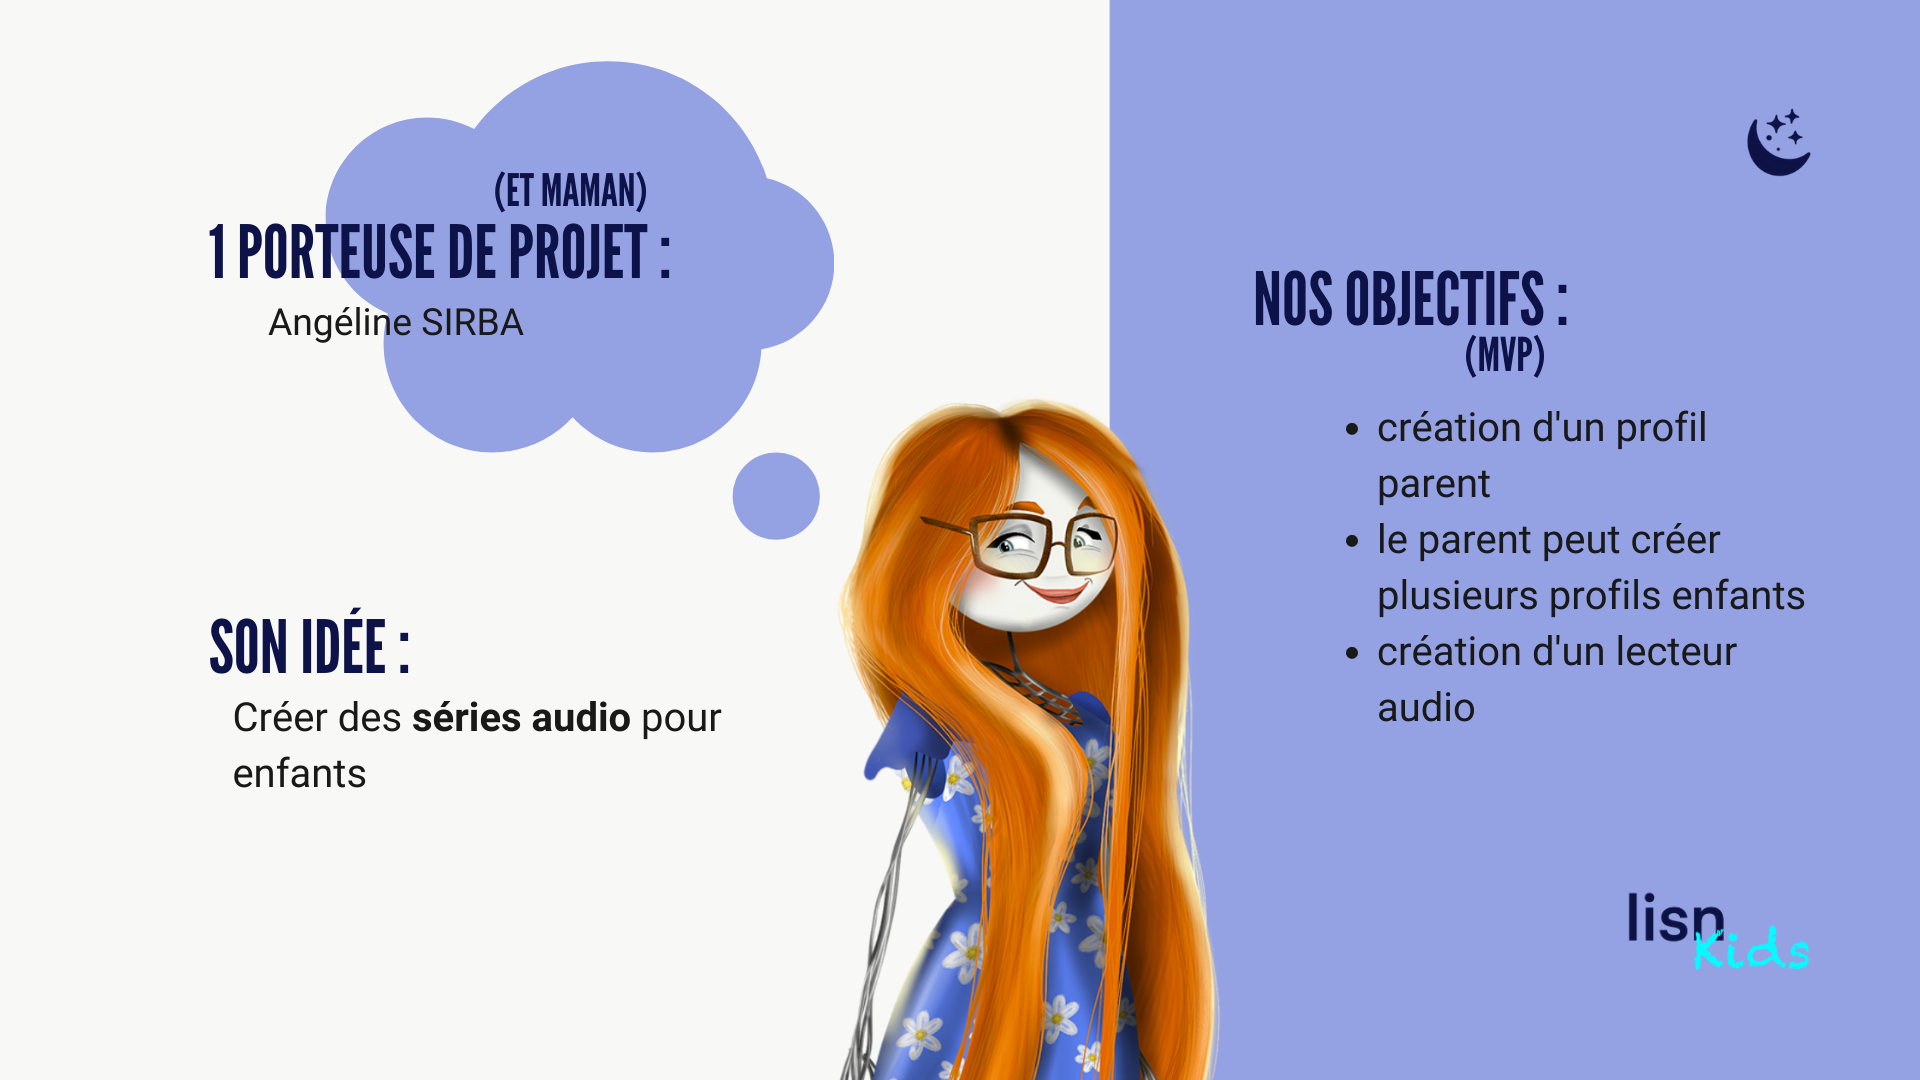 (ET MAMAN)
1 PORTEUSE DE PROJET :
Angéline SIRBA
SON IDÉE :
Créer des séries audio pour
enfants
NOS OBJECTIFS :
(MVP)
• création d'un profil
parent
• le parent peut créer
plusieurs profils enfants
• création d'un lecteur
audio
lisn
Kids